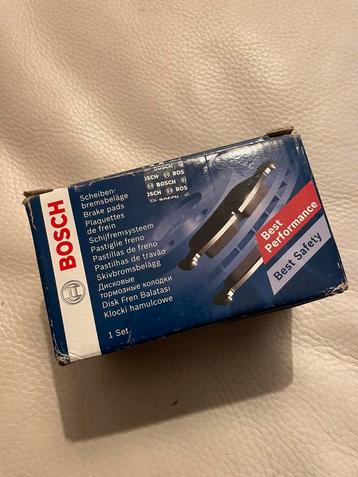 BOSCH
Scheiben-
bremsbeläge
Brake pads
Plaquettes
de frein
Schijfremsysteem
Pastiglie freno
Pastillas de freno
Pastilhas de travão
Skivbromsbelägg
Дисковые
тормозные колодки
Disk Fren Balatası
Klocki hamulcowe
1 Set
BOSCH
BOSCH
Best
Performance
Best Safety